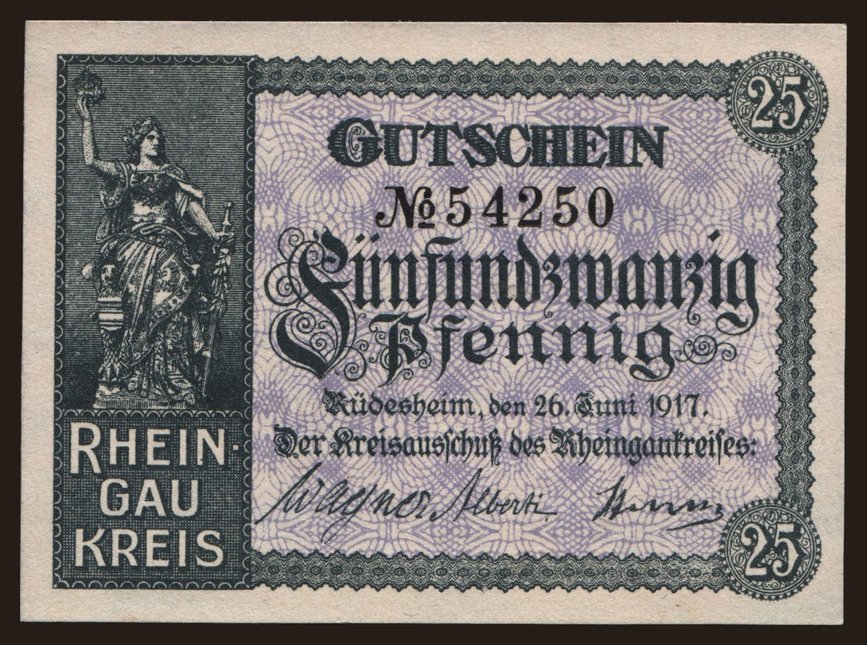 25
GUTSCHEIN
№ 54250
Fünfundzwanzig
Pfennig
Rüdesheim, den 26. Juni 1917.
Der Kreisausschuß des Rheingaukreises:
Wagner Alberti
RHEIN-
GAU
KREIS
25